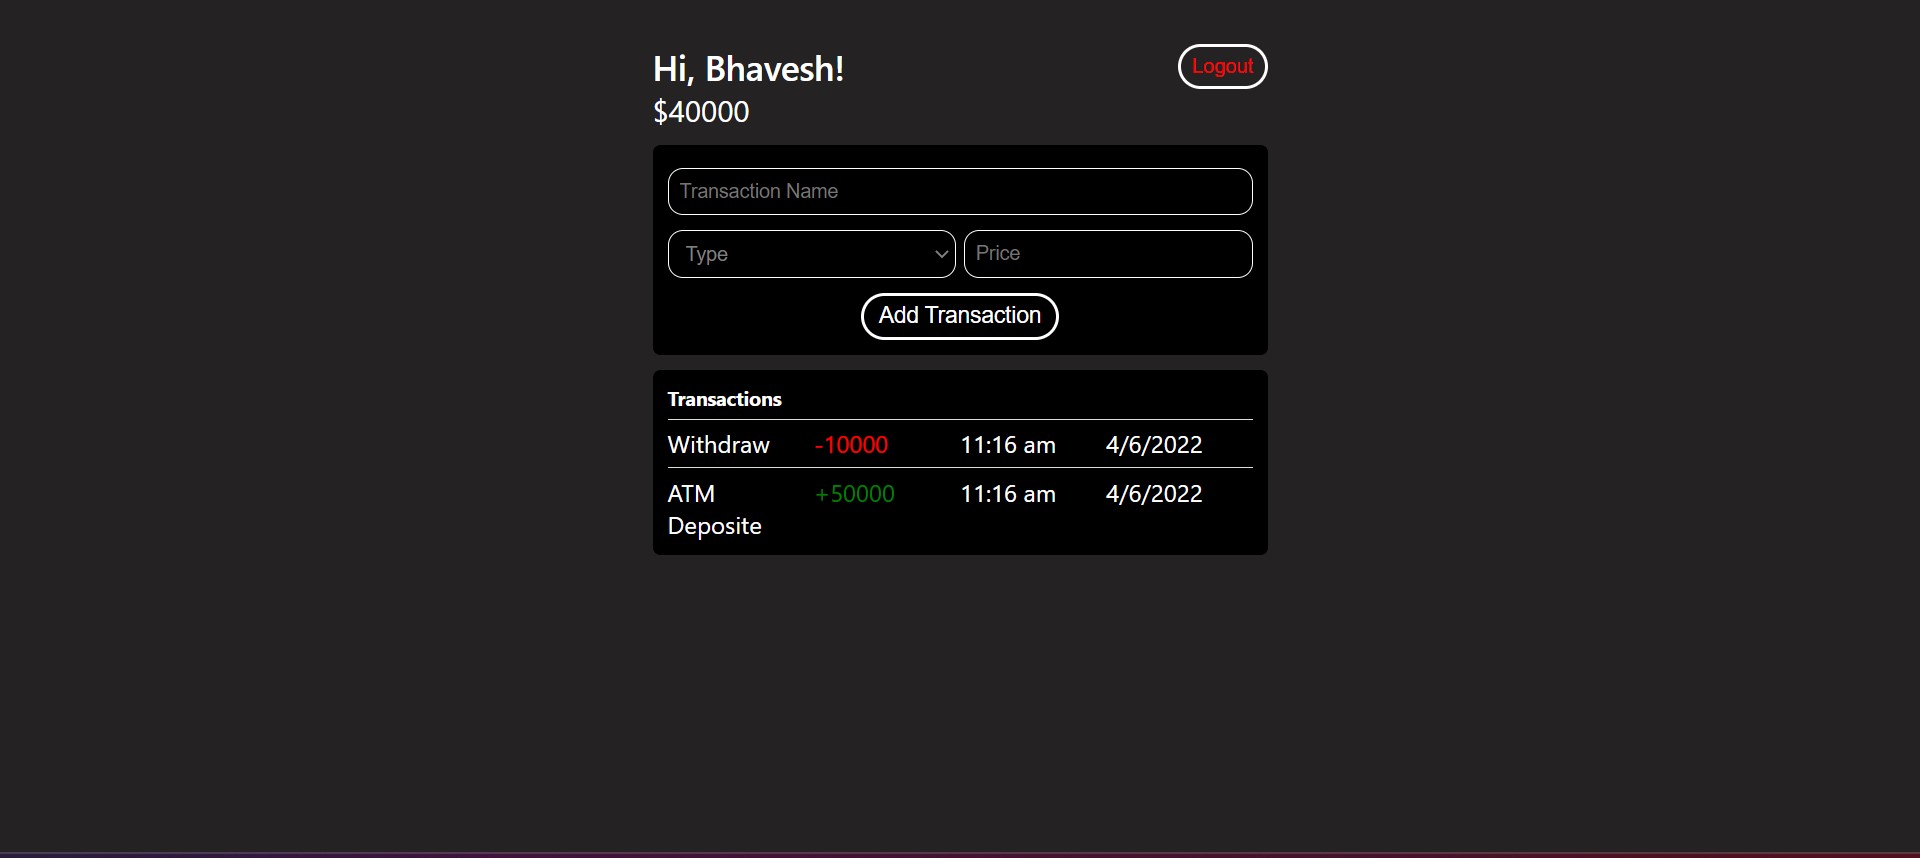 Hi, Bhavesh!
Logout
$40000
Transaction Name
Type
Price
Add Transaction
Transactions
Withdraw -10000 11:16 am 4/6/2022
ATM +50000 11:16 am 4/6/2022
Deposite